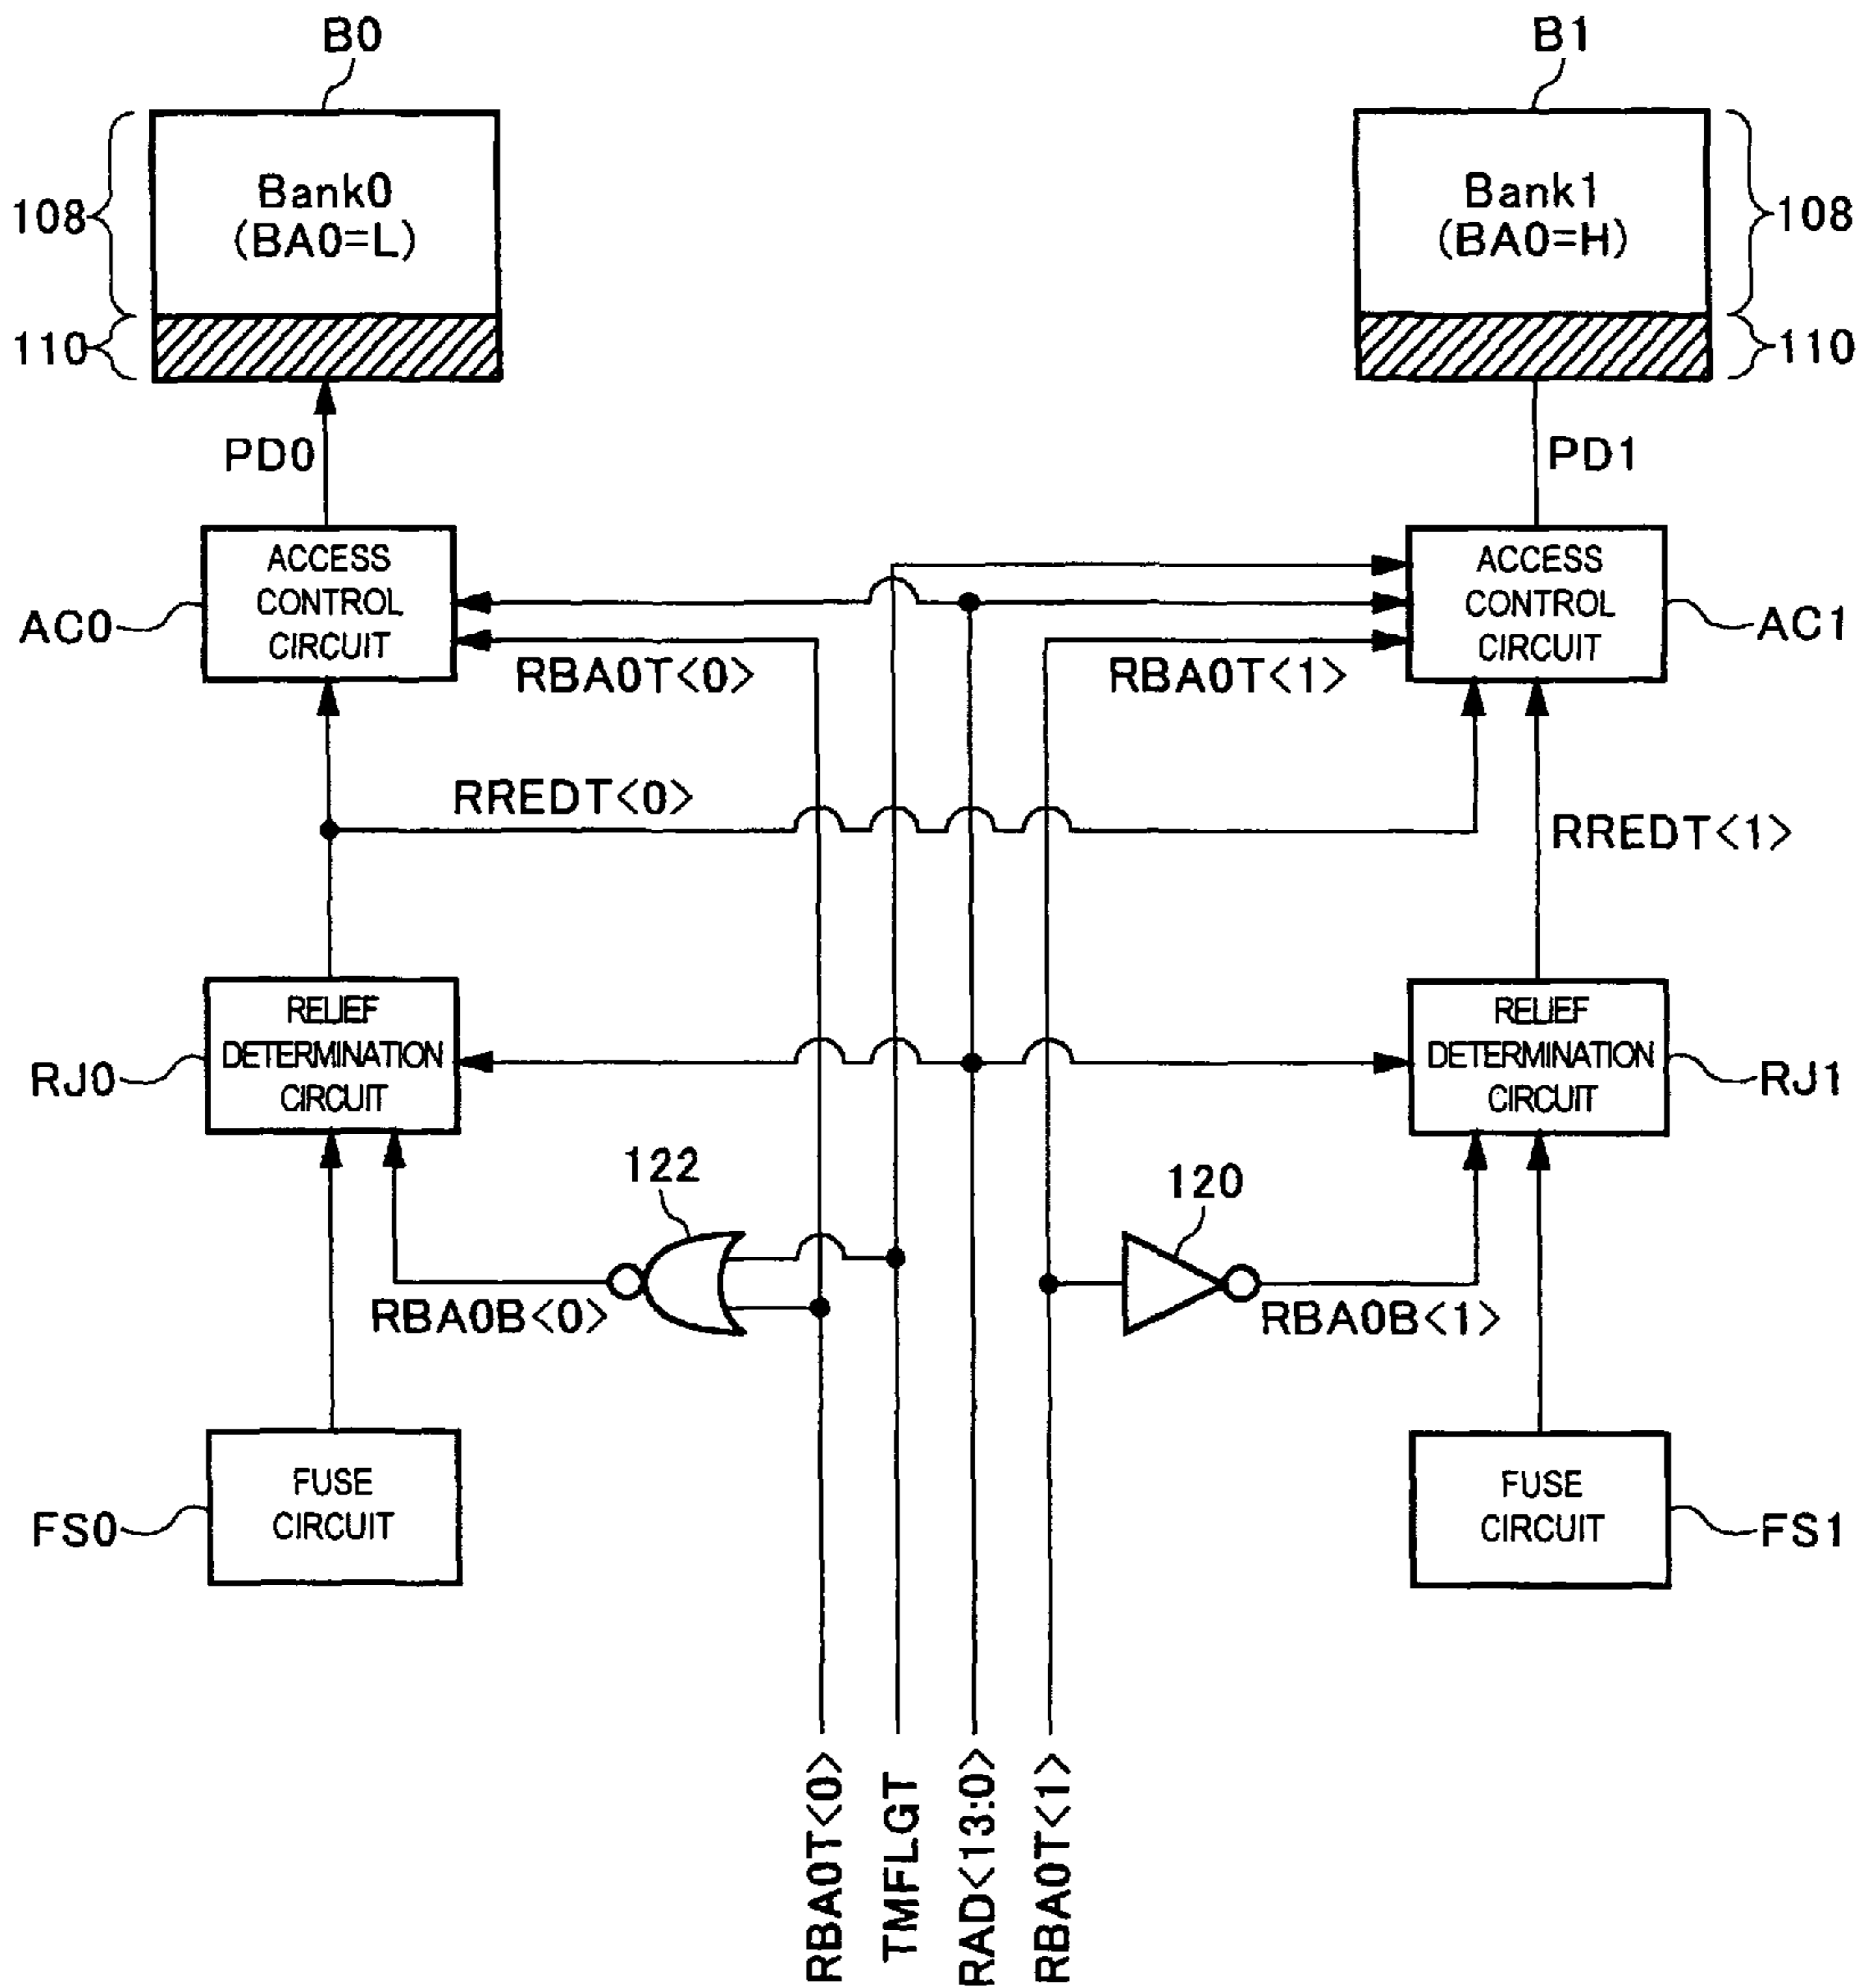 B0
B1
108
Bank0
(BA0=L)
110
Bank1
(BA0=H)
108
110
PD0
PD1
AC0
ACCESS
CONTROL
CIRCUIT
RBA0T<0>
RBA0T<1>
ACCESS
CONTROL
CIRCUIT
AC1
RREDT<0>
RREDT<1>
RJ0
RELIEF
DETERMINATION
CIRCUIT
RELIEF
DETERMINATION
CIRCUIT
RJ1
122
120
RBA0B<0>
RBA0B<1>
FS0
FUSE
CIRCUIT
FUSE
CIRCUIT
FS1
RBA0T<0>
TMFLGT
RAD<13:0>
RBA0T<1>